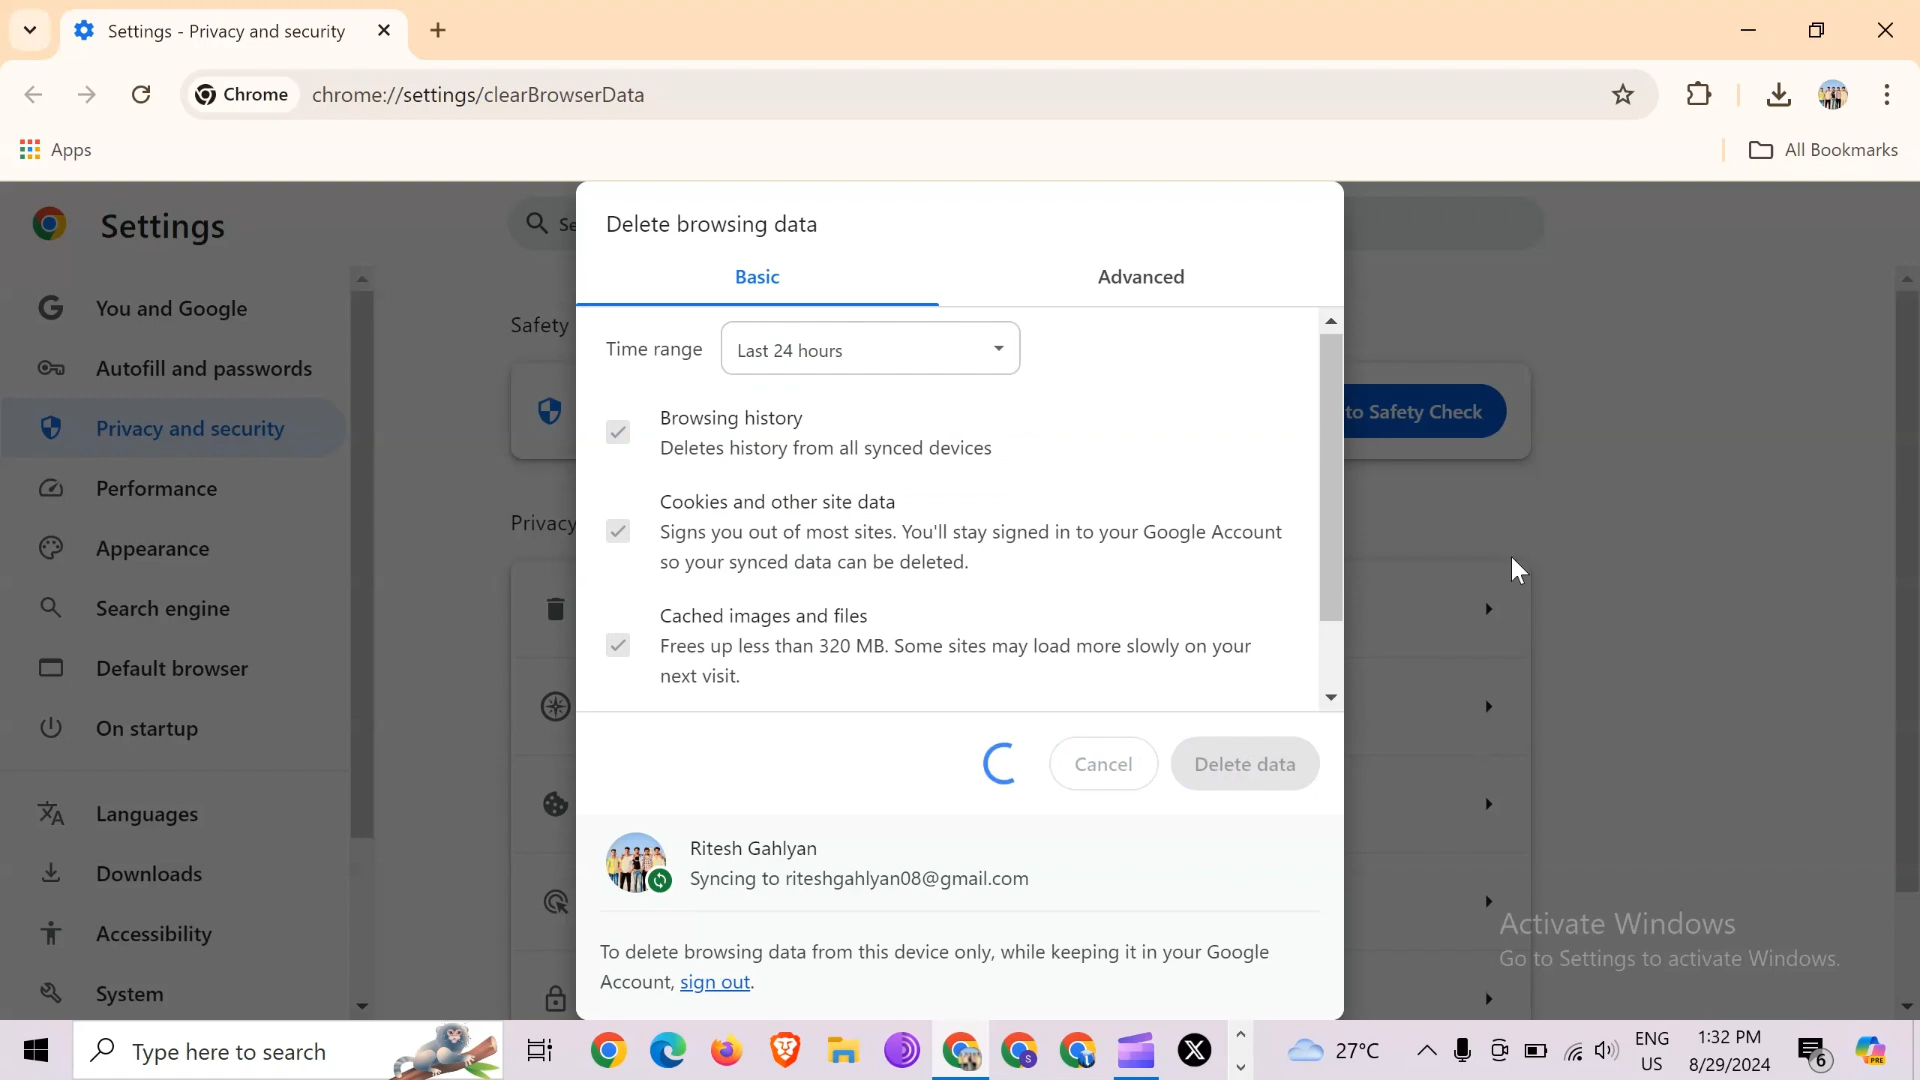 Settings - Privacy and security
Chrome
chrome://settings/clearBrowserData
Apps
All Bookmarks
Settings
Se
You and Google
Autofill and passwords
Privacy and security
Performance
Appearance
Search engine
Default browser
On startup
Languages
Downloads
Accessibility
System
Safety
to Safety Check
Privacy
Delete browsing data
Basic
Advanced
Time range
Last 24 hours
Browsing history
Deletes history from all synced devices
Cookies and other site data
Signs you out of most sites. You'll stay signed in to your Google Account
so your synced data can be deleted.
Cached images and files
Frees up less than 320 MB. Some sites may load more slowly on your
next visit.
Cancel
Delete data
Ritesh Gahlyan
Syncing to riteshgahlyan08@gmail.com
To delete browsing data from this device only, while keeping it in your Google
Account, sign out.
Activate Windows
Go to Settings to activate Windows.
Type here to search
S
27°C
ENG
US
1:32 PM
8/29/2024
6
PRE